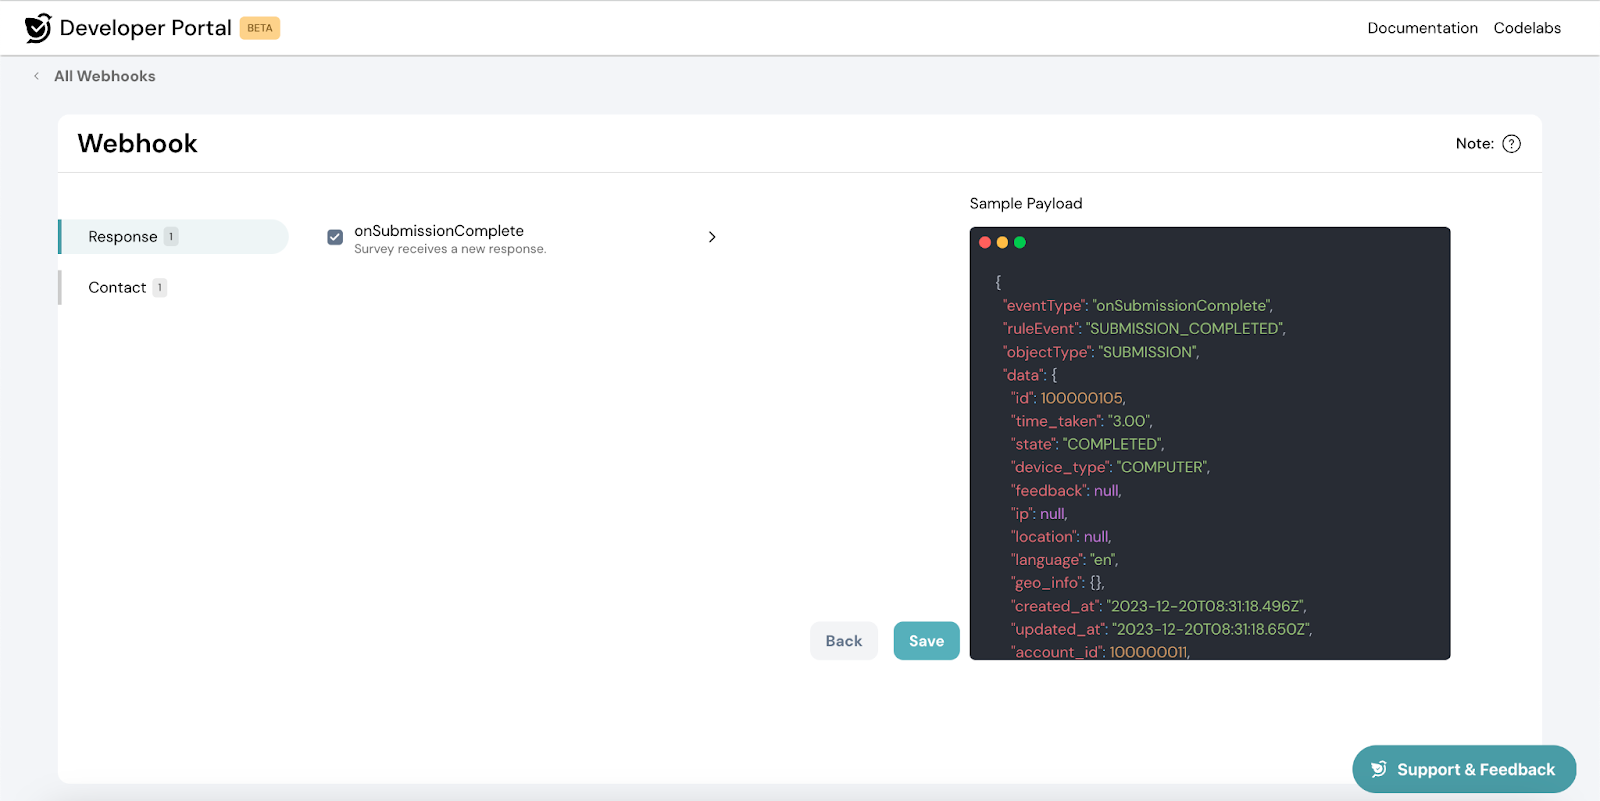 Developer Portal BETA
Documentation Codelabs
All Webhooks
Webhook
Note: ?
Response 1
Contact 1
onSubmissionComplete
Survey receives a new response.
Back Save
Sample Payload
{
"eventType": "onSubmissionComplete",
"ruleEvent": "SUBMISSION_COMPLETED",
"objectType": "SUBMISSION",
"data": {
"id": 100000105,
"time_taken": "3.00",
"state": "COMPLETED",
"device_type": "COMPUTER",
"feedback": null,
"ip": null,
"location": null,
"language": "en",
"geo_info": {},
"created_at": "2023-12-20T08:31:18.496Z",
"updated_at": "2023-12-20T08:31:18.650Z",
"account_id": 100000011,
Support & Feedback